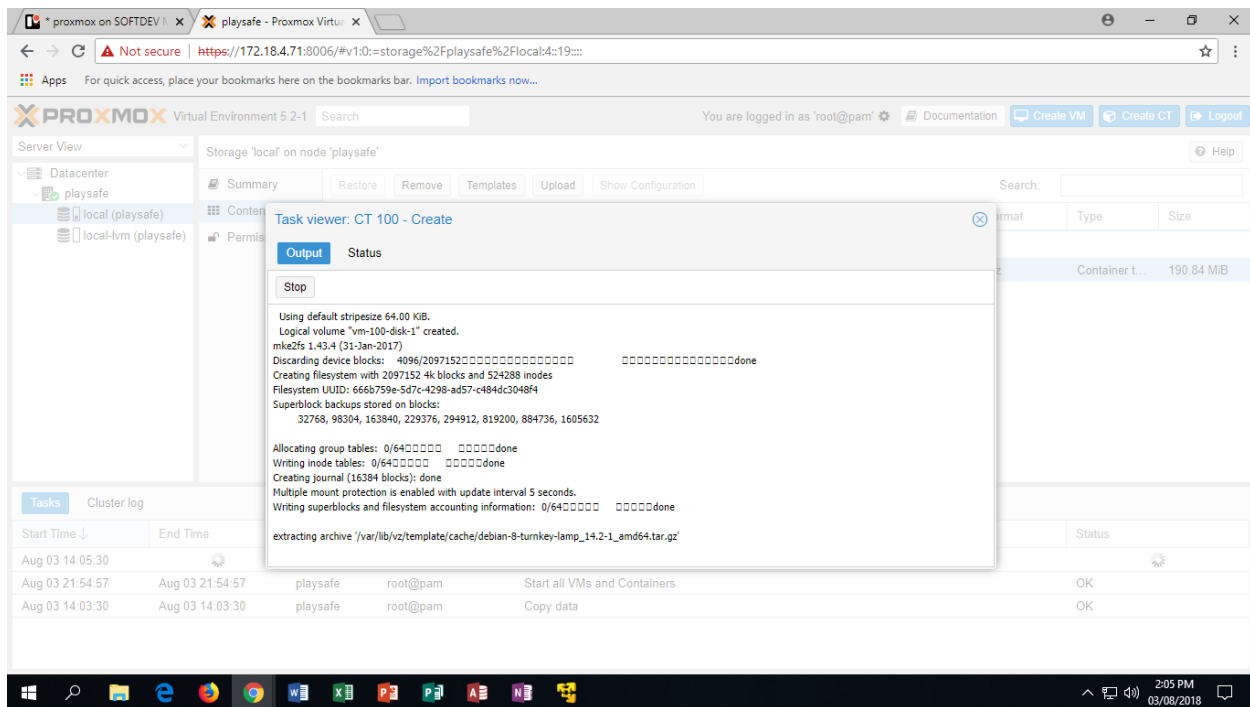 * proxmox on SOFTDEV
playsafe - Proxmox Virtu
Not secure | https://172.18.4.71:8006/#v1:0:=storage%2Fplaysafe%2Flocal:4::19::::
Apps For quick access, place your bookmarks here on the bookmarks bar. Import bookmarks now...
PROXMOX Virtual Environment 5.2-1 Search You are logged in as 'root@pam' Documentation Create VM Create CT Logout
Server View Storage 'local' on node 'playsafe' Help
Datacenter
playsafe
local (playsafe)
local-lvm (playsafe)
Summary
Conten
Permis
Restore Remove Templates Upload Show Configuration Search:
rmat Type Size
z Container t... 190.84 MiB
Task viewer: CT 100 - Create
Output Status
Stop
Using default stripesize 64.00 KiB.
Logical volume "vm-100-disk-1" created.
mke2fs 1.43.4 (31-Jan-2017)
Discarding device blocks: 4096/2097152□□□□□□□□□□□□□□□ □□□□□□□□□□□□□□□done
Creating filesystem with 2097152 4k blocks and 524288 inodes
Filesystem UUID: 666b759e-5d7c-4298-ad57-c484dc3048f4
Superblock backups stored on blocks:
32768, 98304, 163840, 229376, 294912, 819200, 884736, 1605632
Allocating group tables: 0/64□□□□□ □□□□□done
Writing inode tables: 0/64□□□□□ □□□□□done
Creating journal (16384 blocks): done
Multiple mount protection is enabled with update interval 5 seconds.
Writing superblocks and filesystem accounting information: 0/64□□□□□ □□□□□done
extracting archive '/var/lib/vz/template/cache/debian-8-turnkey-lamp_14.2-1_amd64.tar.gz'
Tasks Cluster log
Start Time ↓ End Time Status
Aug 03 14:05:30
Aug 03 21:54:57 Aug 03 21:54:57 playsafe root@pam Start all VMs and Containers OK
Aug 03 14:03:30 Aug 03 14:03:30 playsafe root@pam Copy data OK
2:05 PM
03/08/2018